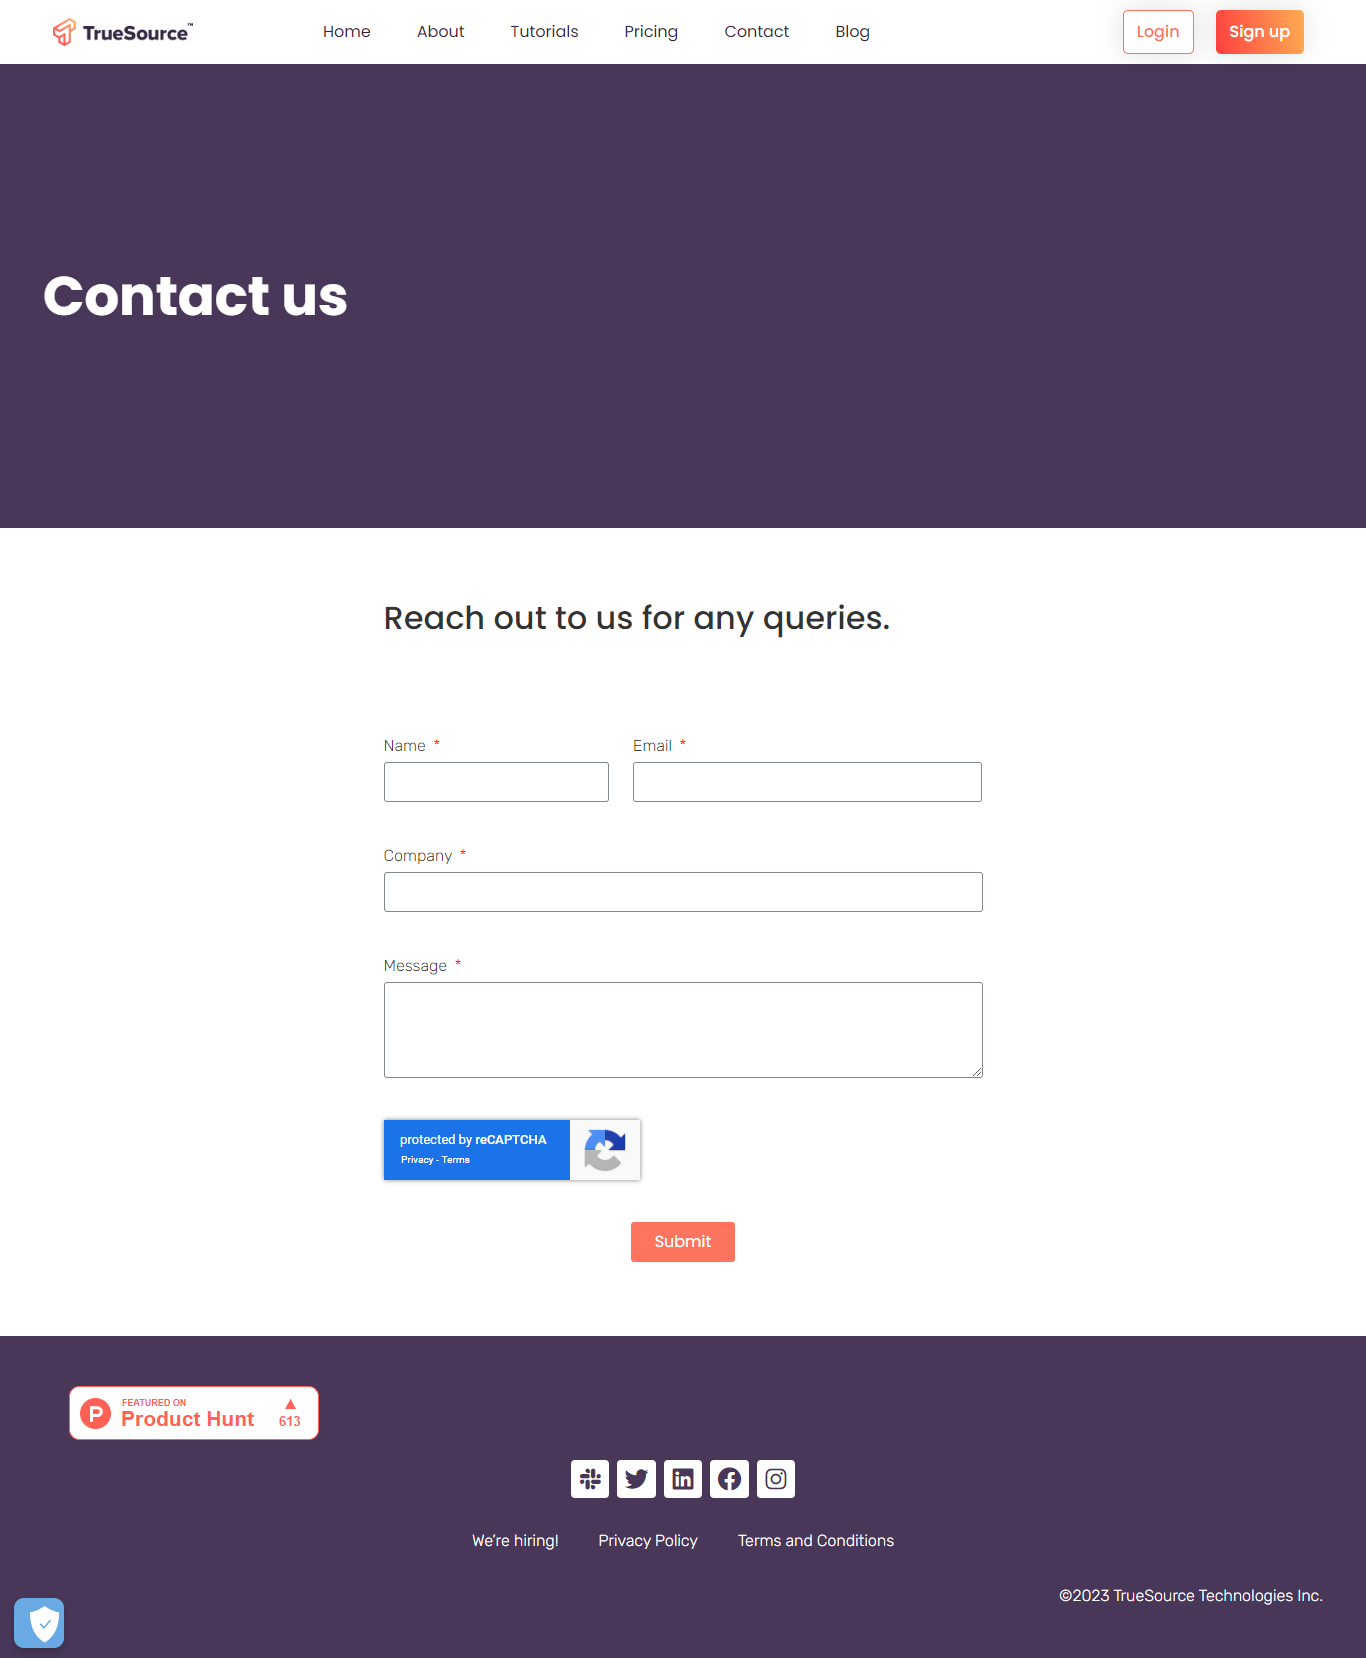 TrueSource™
Home About Tutorials Pricing Contact Blog
Login Sign up
Contact us
Reach out to us for any queries.
Name * Email *
Company *
Message *
protected by reCAPTCHA
Privacy - Terms
Submit
FEATURED ON
Product Hunt
613
We're hiring! Privacy Policy Terms and Conditions
©2023 TrueSource Technologies Inc.